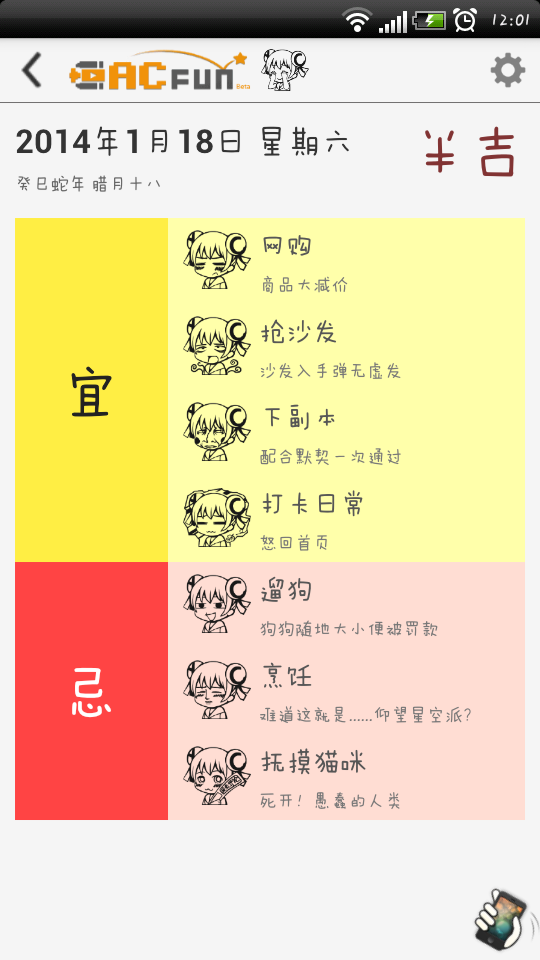 12:01
ACFUN Beta
2014年1月18日 星期六
半吉
癸巳蛇年 腊月十八
宜
网购
商品大减价
抢沙发
沙发入手弹无虚发
下副本
配合默契一次通过
打卡日常
怒回首页
忌
遛狗
狗狗随地大小便被罚款
烹饪
难道这就是......仰望星空派?
抚摸猫咪
死开! 愚蠢的人类